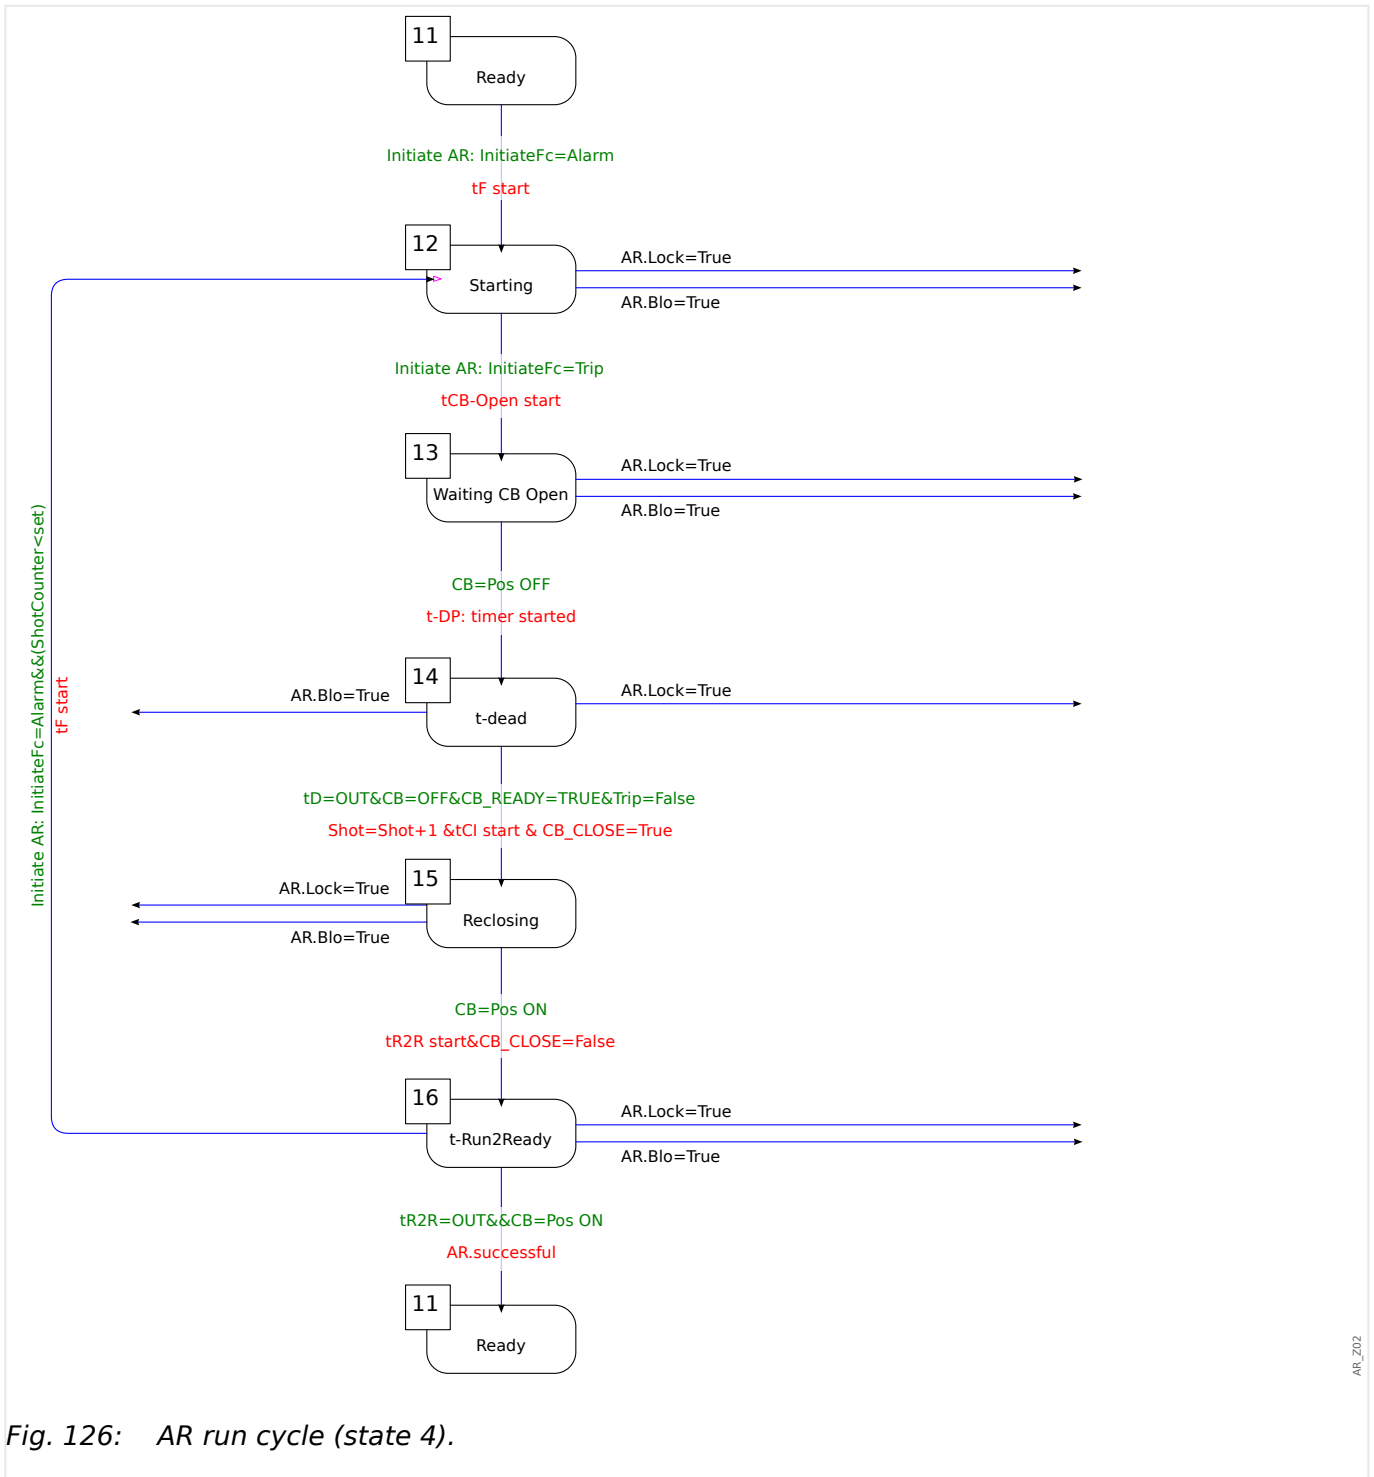 11
Ready
Initiate AR: InitiateFc=Alarm
tF start
12
Starting
AR.Lock=True
AR.Blo=True
Initiate AR: InitiateFc=Trip
tCB-Open start
13
Waiting CB Open
AR.Lock=True
AR.Blo=True
CB=Pos OFF
t-DP: timer started
14
t-dead
AR.Blo=True
AR.Lock=True
Initiate AR: InitiateFc=Alarm&&(ShotCounter<set)
tF start
tD=OUT&CB=OFF&CB_READY=TRUE&Trip=False
Shot=Shot+1 &tCI start & CB_CLOSE=True
15
Reclosing
AR.Lock=True
AR.Blo=True
CB=Pos ON
tR2R start&CB_CLOSE=False
16
t-Run2Ready
AR.Lock=True
AR.Blo=True
tR2R=OUT&&CB=Pos ON
AR.successful
11
Ready
AR_Z02
Fig. 126: AR run cycle (state 4).